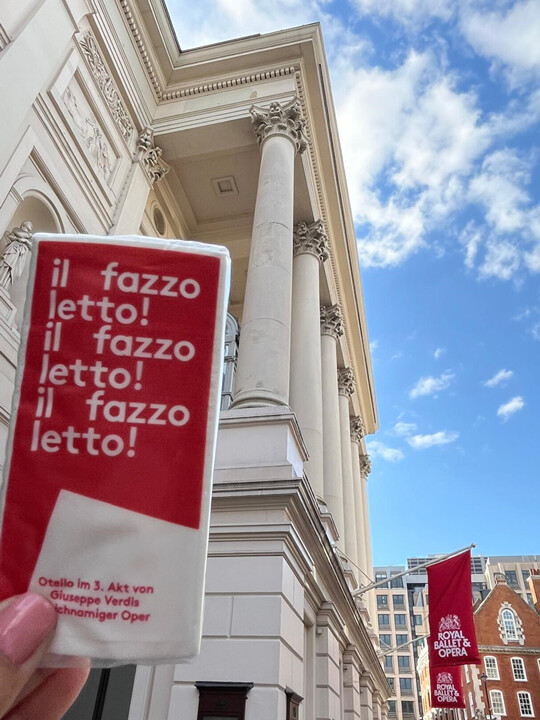 il fazzo
letto!
il fazzo
letto!
il fazzo
letto!
Otello im 3. Akt von
Giuseppe Verdis
ichnamiger Oper
ROYAL
BALLET &
OPERA
ROYAL
BALLET
& OPERA